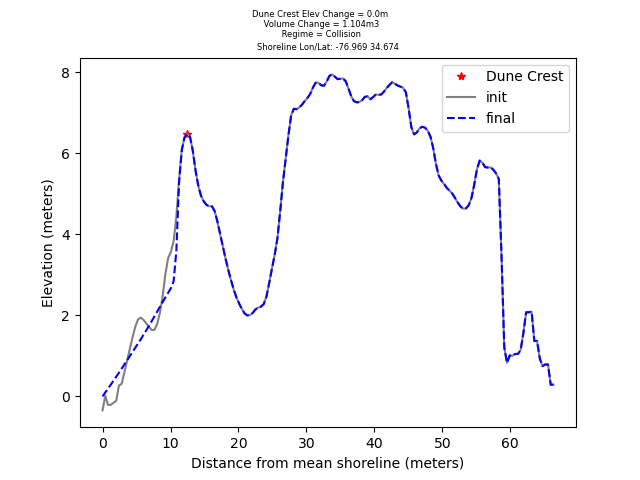 Dune Crest Elev Change = 0.0m
Volume Change = 1.104m3
Regime = Collision
Shoreline Lon/Lat: -76.969 34.674
Dune Crest
init
final
8
6
4
2
0
Elevation (meters)
0 10 20 30 40 50 60
Distance from mean shoreline (meters)